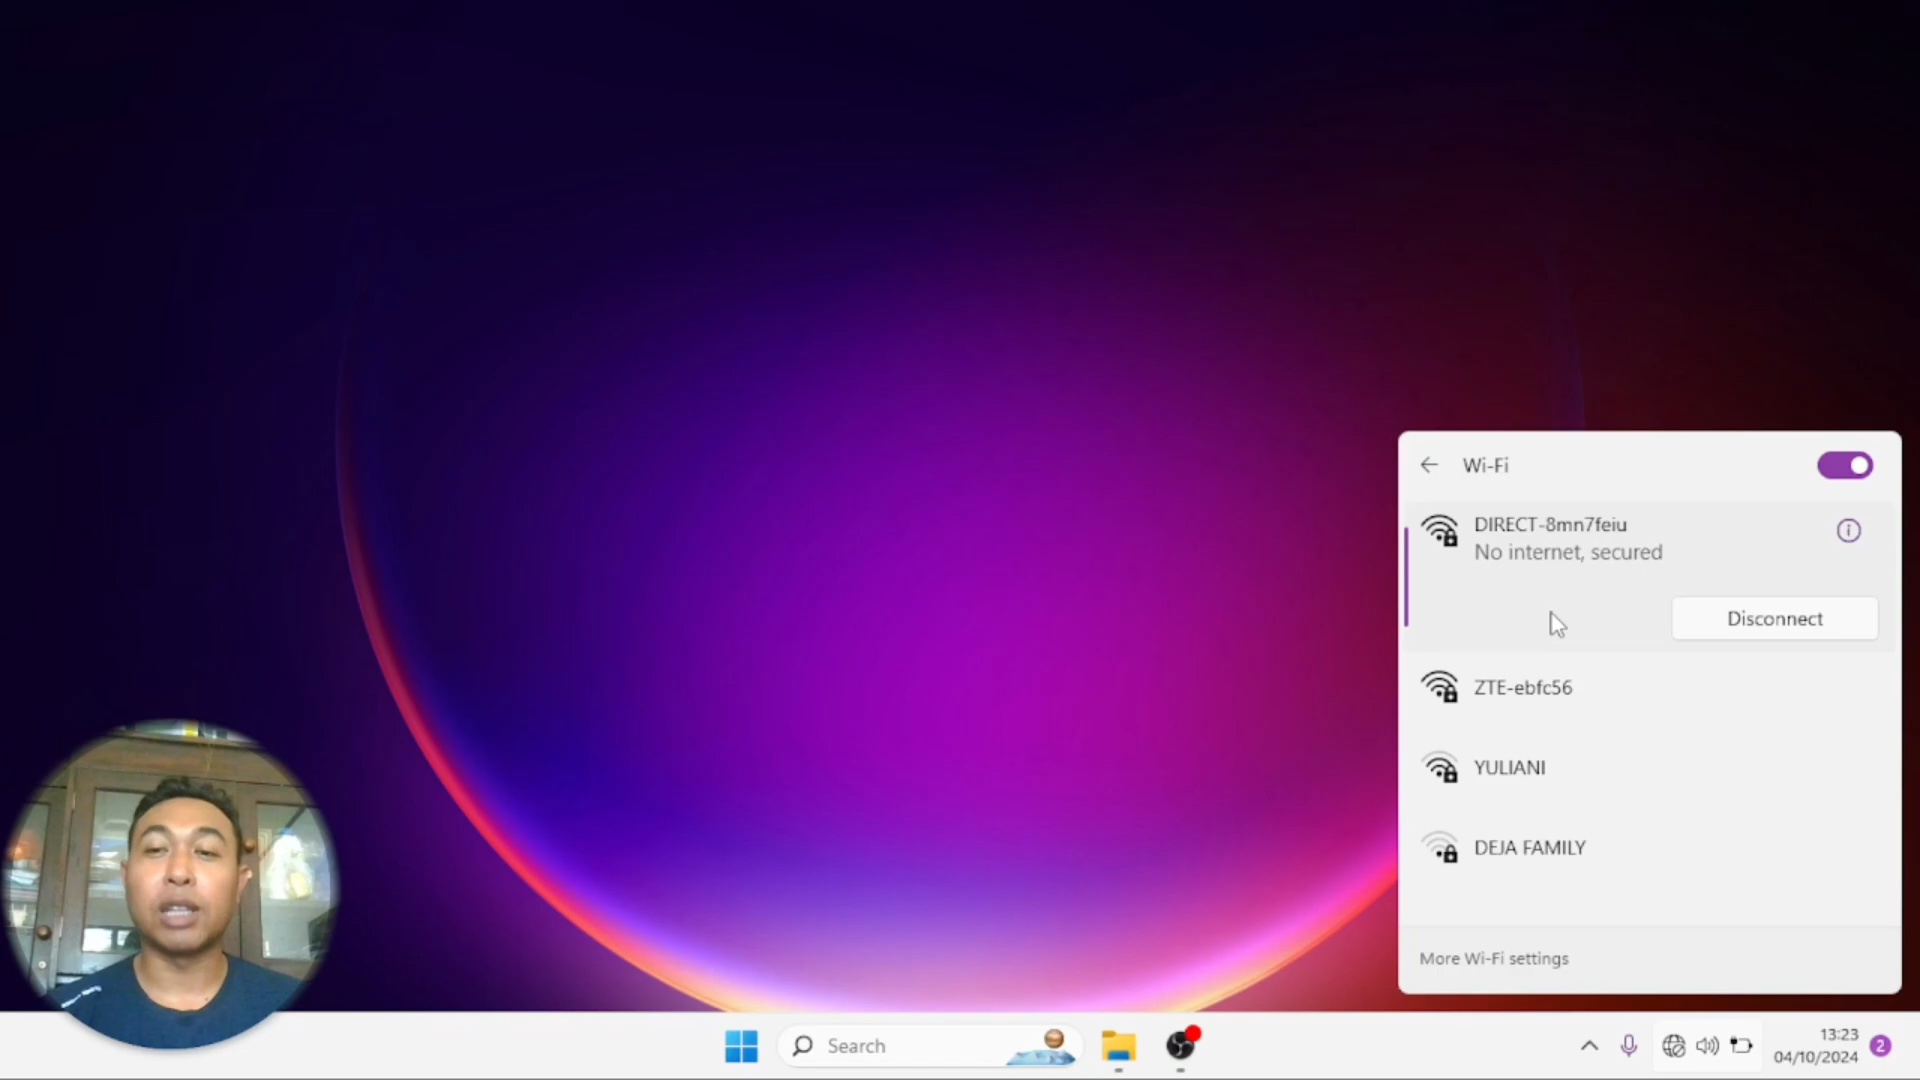 Wi-Fi
DIRECT-8mn7feiu
No internet, secured
Disconnect
ZTE-ebfc56
YULIANI
DEJA FAMILY
More Wi-Fi settings
Search
13:23
04/10/2024
2